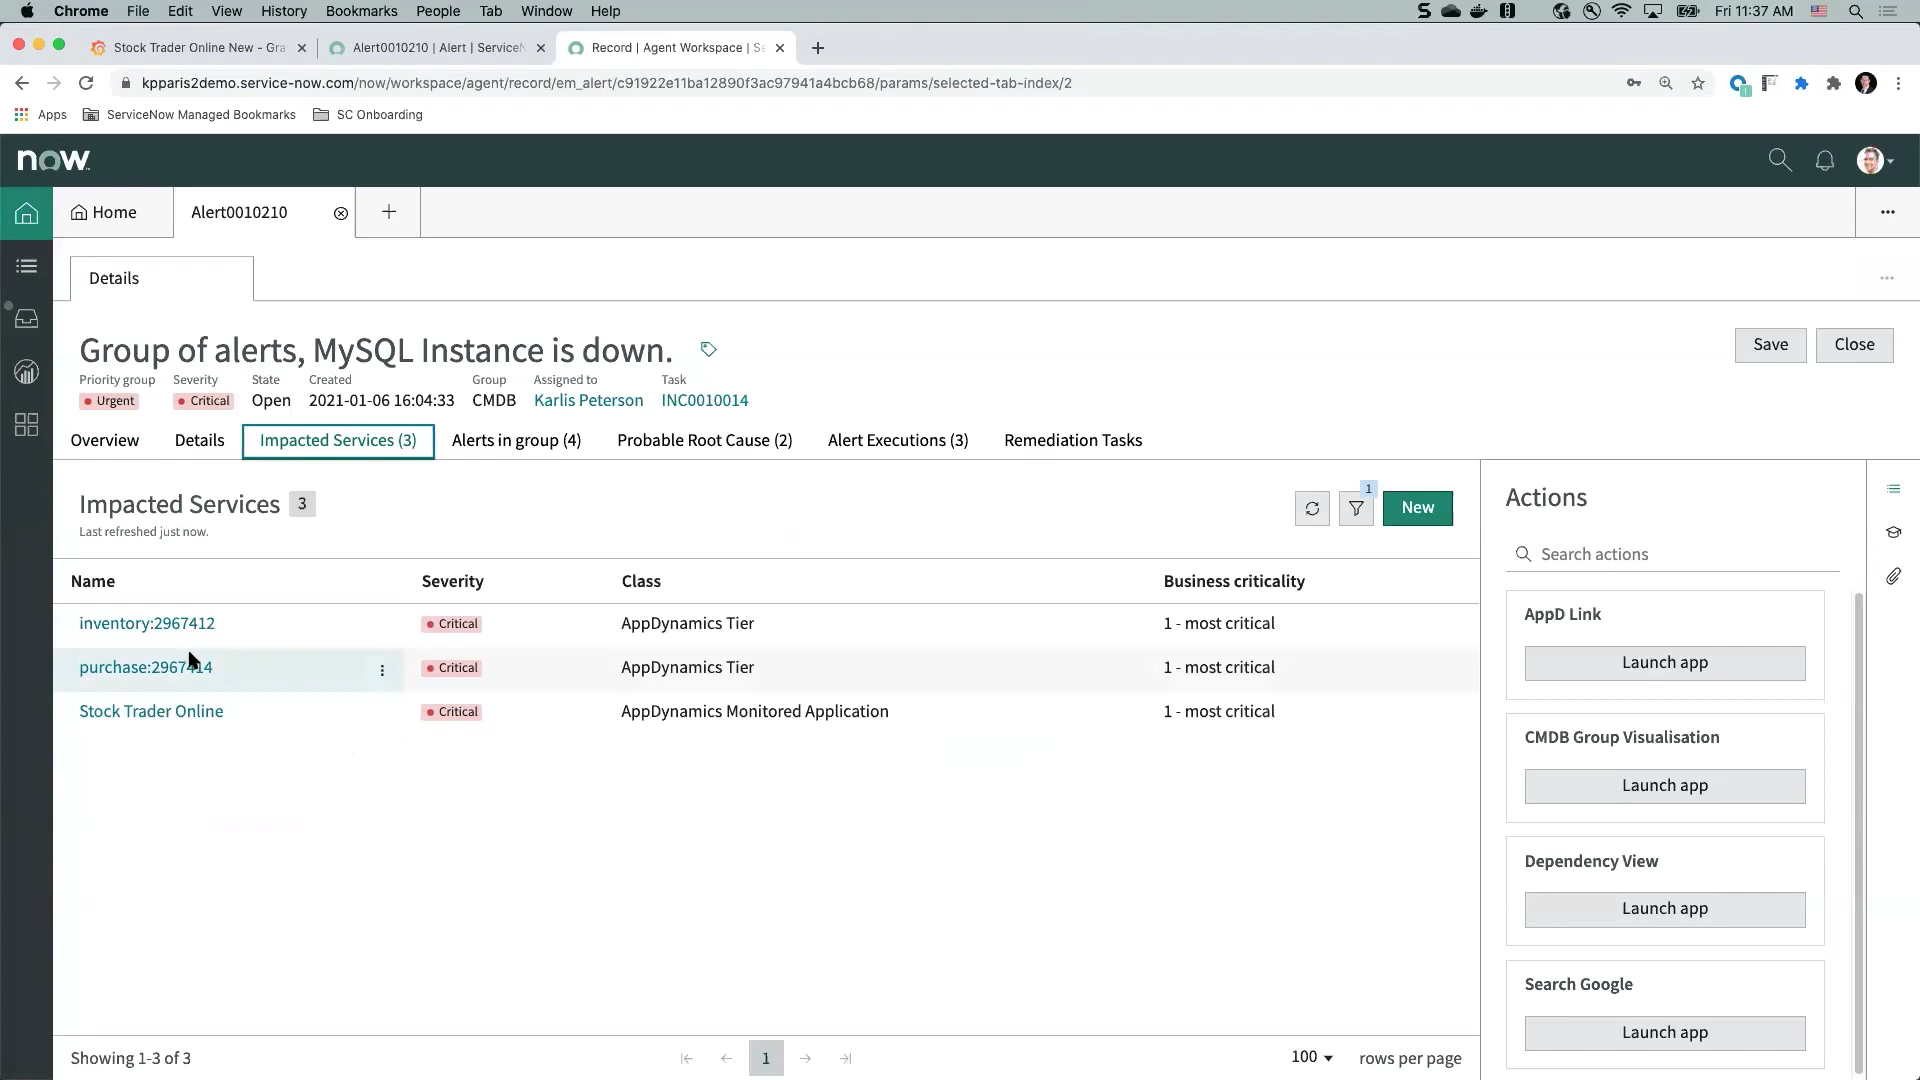 Chrome File Edit View History Bookmarks People Tab Window Help Fri 11:37 AM
Stock Trader Online New - Gra Alert0010210 | Alert | ServiceN Record | Agent Workspace | Se
kpparis2demo.service-now.com/now/workspace/agent/record/em_alert/c91922e11ba12890f3ac97941a4bcb68/params/selected-tab-index/2
Apps ServiceNow Managed Bookmarks SC Onboarding
now.
Home Alert0010210
Details
Group of alerts, MySQL Instance is down.
Save Close
Priority group Severity State Created Group Assigned to Task
Urgent Critical Open 2021-01-06 16:04:33 CMDB Karlis Peterson INC0010014
Overview Details Impacted Services (3) Alerts in group (4) Probable Root Cause (2) Alert Executions (3) Remediation Tasks
Impacted Services 3
Last refreshed just now.
1
New
Name Severity Class Business criticality
inventory:2967412 Critical AppDynamics Tier 1 - most critical
purchase:2967414 Critical AppDynamics Tier 1 - most critical
Stock Trader Online Critical AppDynamics Monitored Application 1 - most critical
Showing 1-3 of 3 1 100 rows per page
Actions
Search actions
AppD Link
Launch app
CMDB Group Visualisation
Launch app
Dependency View
Launch app
Search Google
Launch app